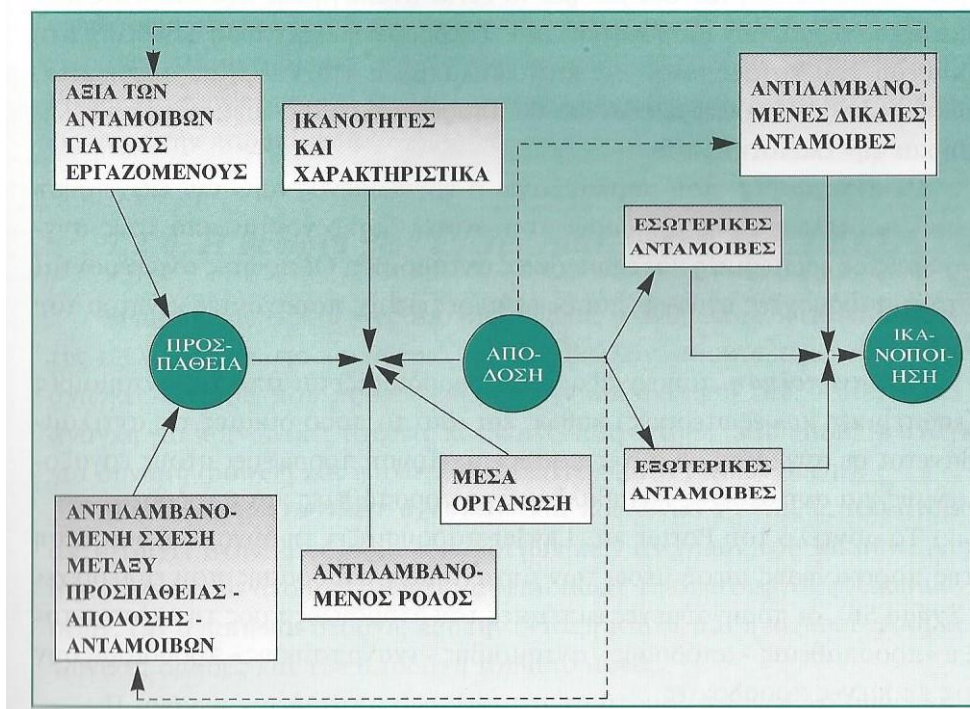 ΑΞΙΑ ΤΩΝ
ΑΝΤΑΜΟΙΒΩΝ
ΓΙΑ ΤΟΥΣ
ΕΡΓΑΖΟΜΕΝΟΥΣ
ΙΚΑΝΟΤΗΤΕΣ
ΚΑΙ
ΧΑΡΑΚΤΗΡΙΣΤΙΚΑ
ΑΝΤΙΛΑΜΒΑΝΟ-
ΜΕΝΕΣ ΔΙΚΑΙΕΣ
ΑΝΤΑΜΟΙΒΕΣ
ΕΣΩΤΕΡΙΚΕΣ
ΑΝΤΑΜΟΙΒΕΣ
ΠΡΟΣ-
ΠΑΘΕΙΑ
ΑΠΟ-
ΔΟΣΗ
ΙΚΑ-
ΝΟΠΟΙ-
ΗΣΗ
ΕΞΩΤΕΡΙΚΕΣ
ΑΝΤΑΜΟΙΒΕΣ
ΜΕΣΑ
ΟΡΓΑΝΩΣΗ
ΑΝΤΙΛΑΜΒΑΝΟ-
ΜΕΝΗ ΣΧΕΣΗ
ΜΕΤΑΞΥ
ΠΡΟΣΠΑΘΕΙΑΣ -
ΑΠΟΔΟΣΗΣ -
ΑΝΤΑΜΟΙΒΩΝ
ΑΝΤΙΛΑΜΒΑΝΟ-
ΜΕΝΟΣ ΡΟΛΟΣ